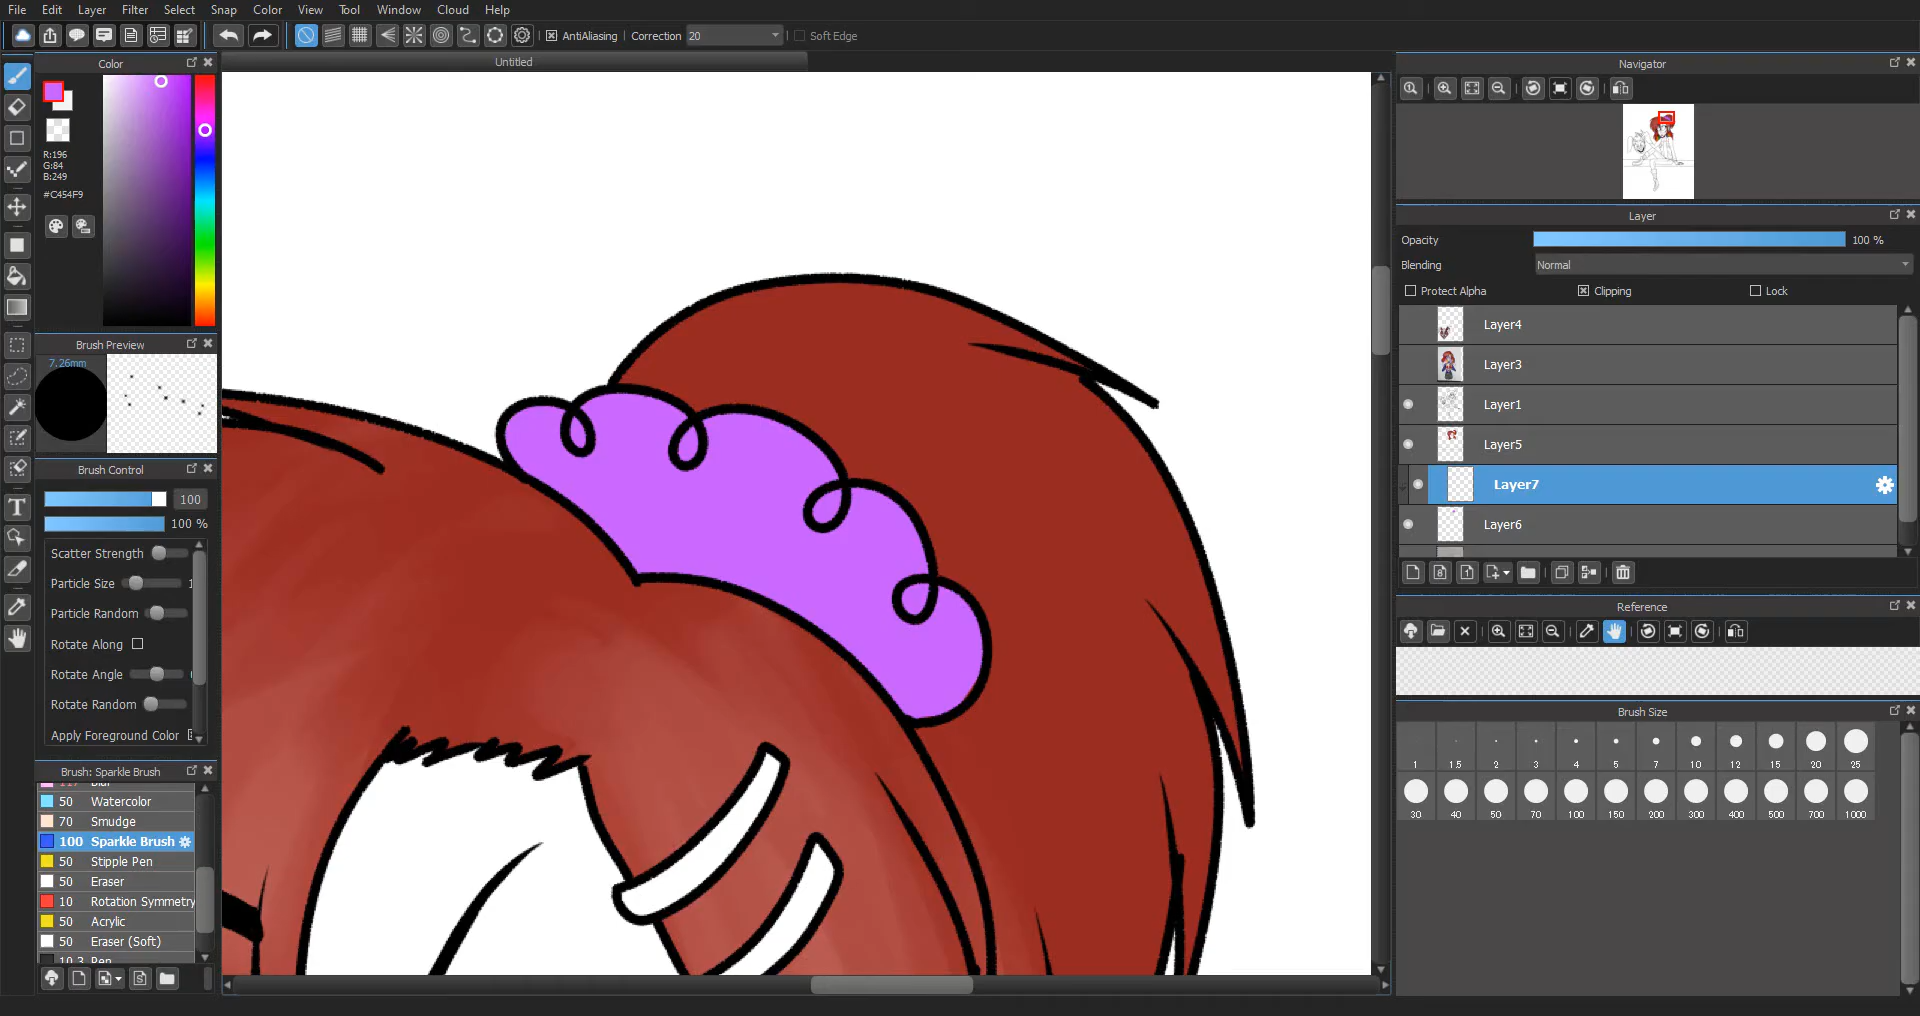 File Edit Layer Filter Select Snap Color View Tool Window Cloud Help
AntiAliasing Correction 20 Soft Edge
Color
Untitled
R:196
G:84
B:249
#C454F9
Brush Preview
7.26mm
Brush Control
100
100 %
Scatter Strength
Particle Size 1
Particle Random
Rotate Along
Rotate Angle
Rotate Random
Apply Foreground Color
Brush: Sparkle Brush
50 Watercolor
70 Smudge
100 Sparkle Brush
50 Stipple Pen
50 Eraser
10 Rotation Symmetry
50 Acrylic
50 Eraser (Soft)
10.3 Pen
Navigator
Layer
Opacity 100 %
Blending Normal
Protect Alpha Clipping Lock
Layer4
Layer3
Layer1
Layer5
Layer7
Layer6
Reference
Brush Size
1 1.5 2 3 4 5 7 10 12 15 20 25
30 40 50 70 100 150 200 300 400 500 700 1000